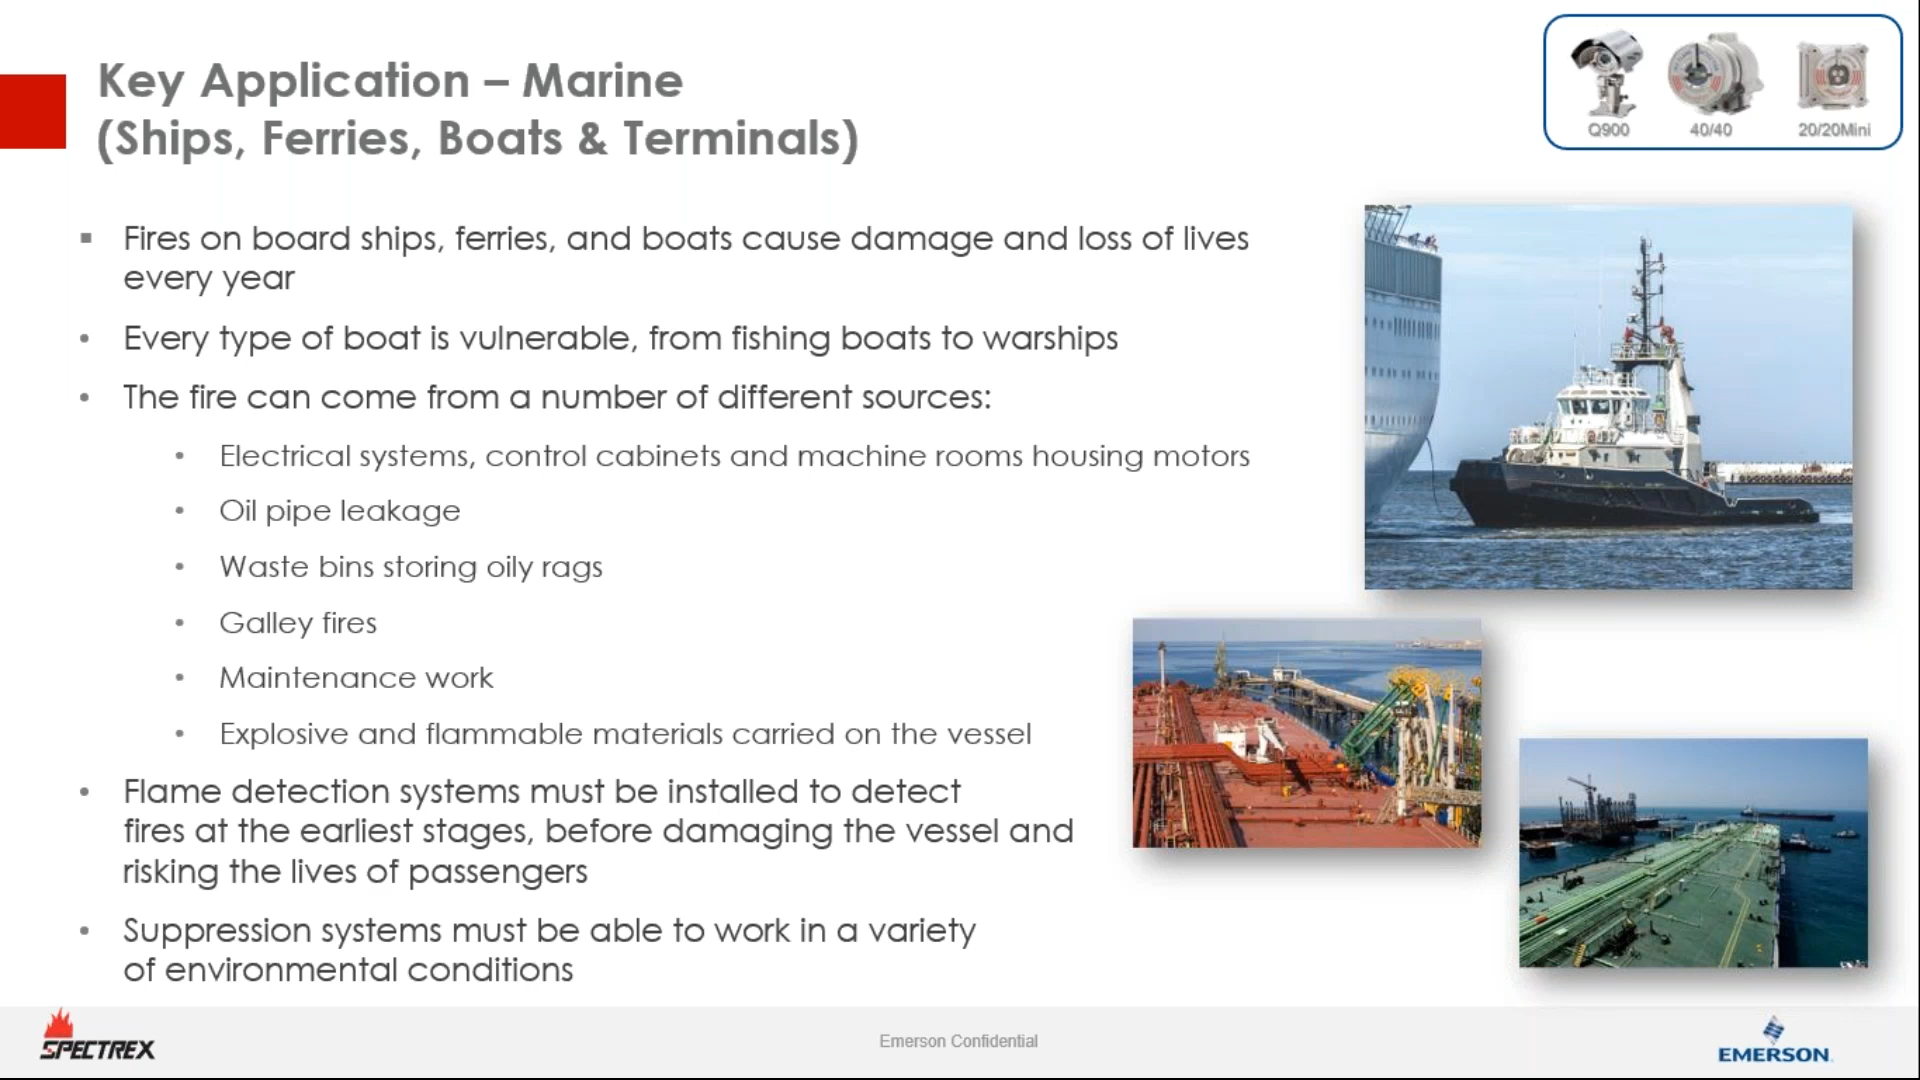 Key Application – Marine
(Ships, Ferries, Boats & Terminals)
Q900
40/40
20/20Mini
Fires on board ships, ferries, and boats cause damage and loss of lives
every year
Every type of boat is vulnerable, from fishing boats to warships
The fire can come from a number of different sources:
Electrical systems, control cabinets and machine rooms housing motors
Oil pipe leakage
Waste bins storing oily rags
Galley fires
Maintenance work
Explosive and flammable materials carried on the vessel
Flame detection systems must be installed to detect
fires at the earliest stages, before damaging the vessel and
risking the lives of passengers
Suppression systems must be able to work in a variety
of environmental conditions
SPECTREX
Emerson Confidential
EMERSON